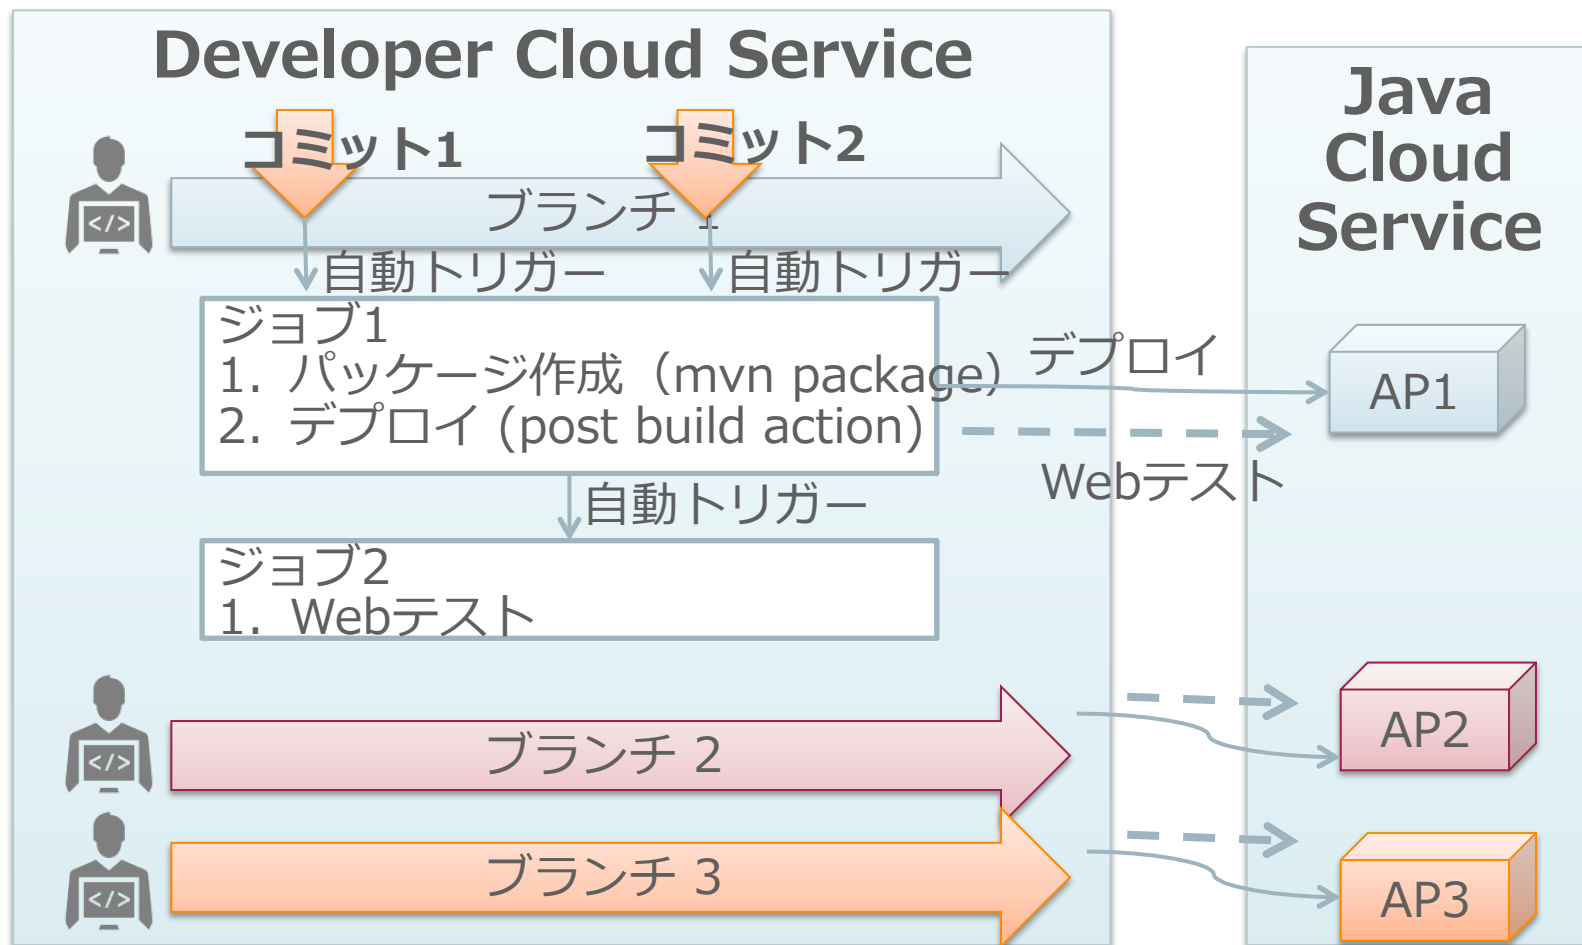 Developer Cloud Service
コミット1
コミット2
ブランチ 1
自動トリガー
自動トリガー
ジョブ1
1. パッケージ作成（mvn package）
2. デプロイ (post build action)
自動トリガー
ジョブ2
1. Webテスト
デプロイ
Webテスト
Java
Cloud
Service
AP1
</>
</>
ブランチ 2
AP2
</>
ブランチ 3
AP3